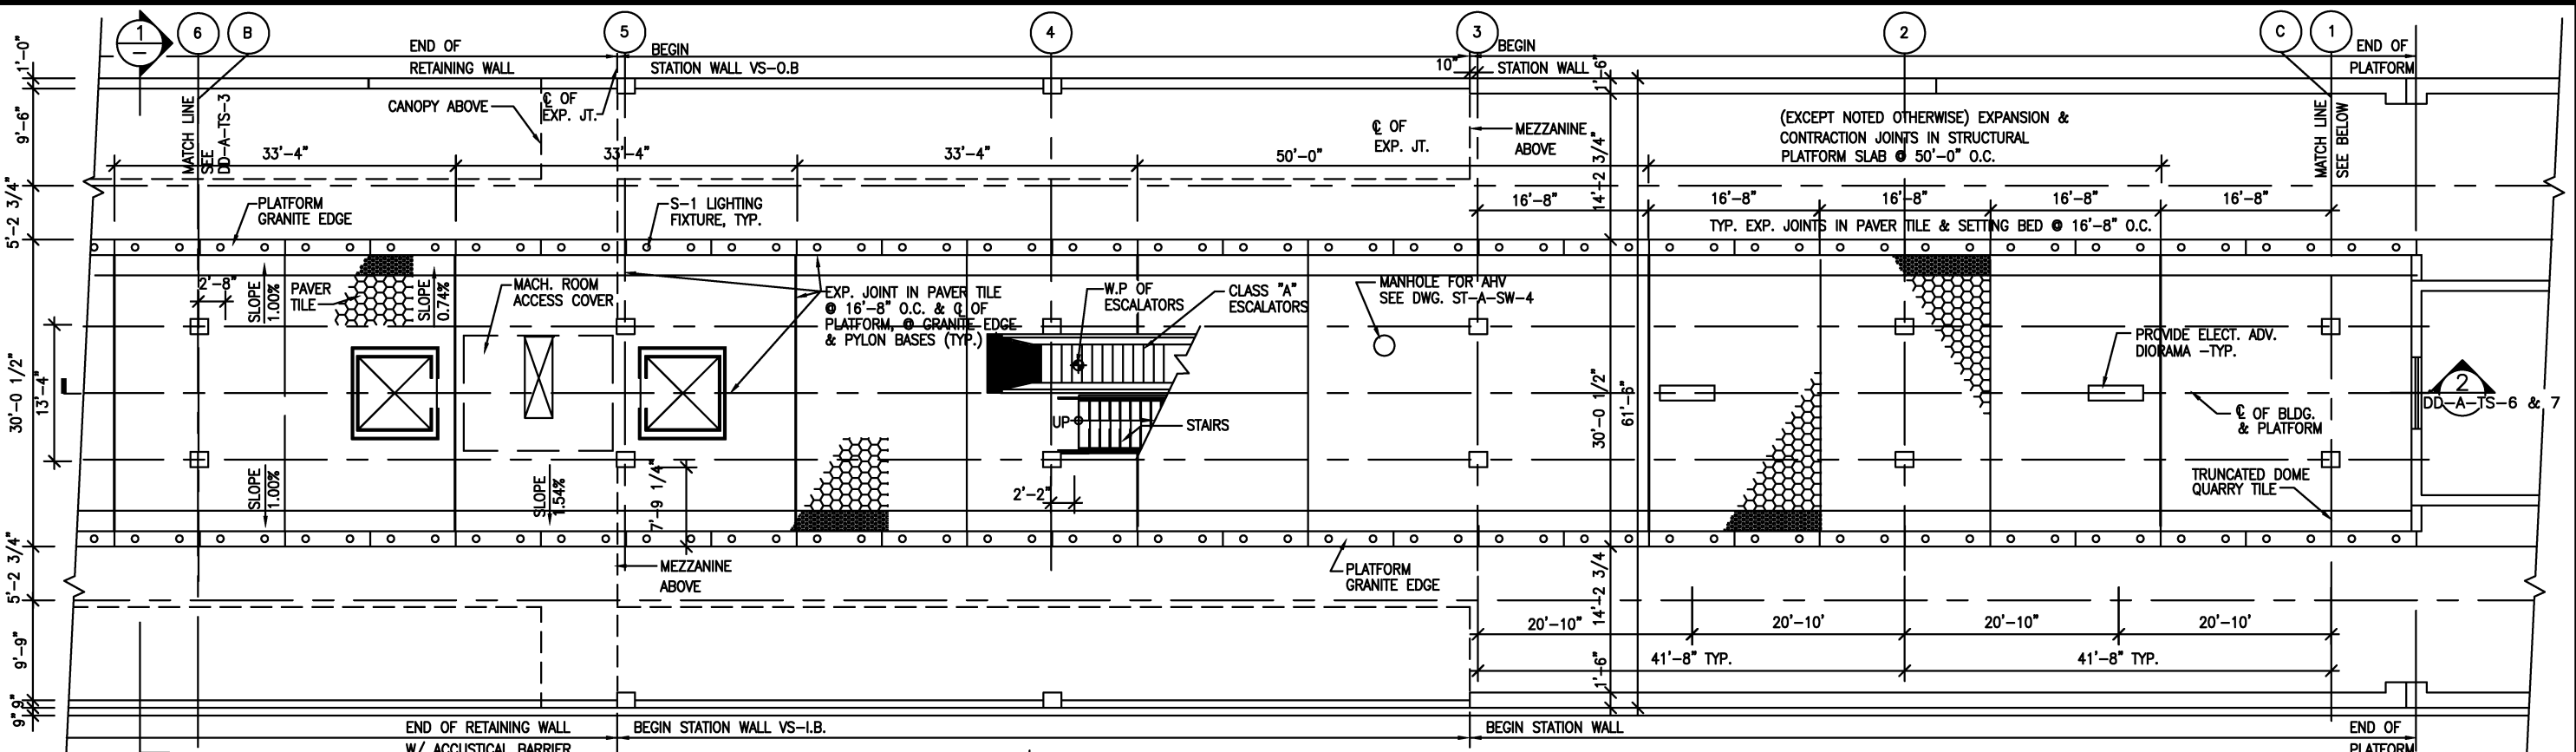 1
6
B
5
4
3
2
C
1
END OF
RETAINING WALL
BEGIN
STATION WALL VS-O.B
10"
BEGIN
STATION WALL
1'-6"
END OF
PLATFORM
1'-0"
9'-6"
5'-2 3/4"
30'-0 1/2"
13'-4"
5'-2 3/4"
9'-9"
9"
9"
MATCH LINE
SEE
DD-A-TS-3
CANOPY ABOVE
℄ OF
EXP. JT.
℄ OF
EXP. JT.
MEZZANINE
ABOVE
14'-2 3/4"
(EXCEPT NOTED OTHERWISE) EXPANSION &
CONTRACTION JOINTS IN STRUCTURAL
PLATFORM SLAB @ 50'-0" O.C.
MATCH LINE
SEE BELOW
33'-4"
33'-4"
33'-4"
50'-0"
16'-8"
16'-8"
16'-8"
16'-8"
16'-8"
PLATFORM
GRANITE EDGE
S-1 LIGHTING
FIXTURE, TYP.
TYP. EXP. JOINTS IN PAVER TILE & SETTING BED @ 16'-8" O.C.
2'-8"
SLOPE
1.00%
PAVER
TILE
SLOPE
0.74%
MACH. ROOM
ACCESS COVER
EXP. JOINT IN PAVER TILE
@ 16'-8" O.C. & ℄ OF
PLATFORM, @ GRANITE EDGE
& PYLON BASES (TYP.)
W.P OF
ESCALATORS
CLASS "A"
ESCALATORS
MANHOLE FOR AHV
SEE DWG. ST-A-SW-4
PROVIDE ELECT. ADV.
DIORAMA -TYP.
30'-0 1/2"
61'-6"
2
DD-A-TS-6 & 7
℄ OF BLDG.
& PLATFORM
UP
STAIRS
SLOPE
1.00%
SLOPE
1.54%
7'-9 1/4"
2'-2"
TRUNCATED DOME
QUARRY TILE
MEZZANINE
ABOVE
PLATFORM
GRANITE EDGE
14'-2 3/4
20'-10"
20'-10'
20'-10"
20'-10'
41'-8" TYP.
41'-8" TYP.
1'-6"
END OF RETAINING WALL
W/ ACCUSTICAL BARRIER
BEGIN STATION WALL VS-I.B.
BEGIN STATION WALL
END OF
PLATFORM